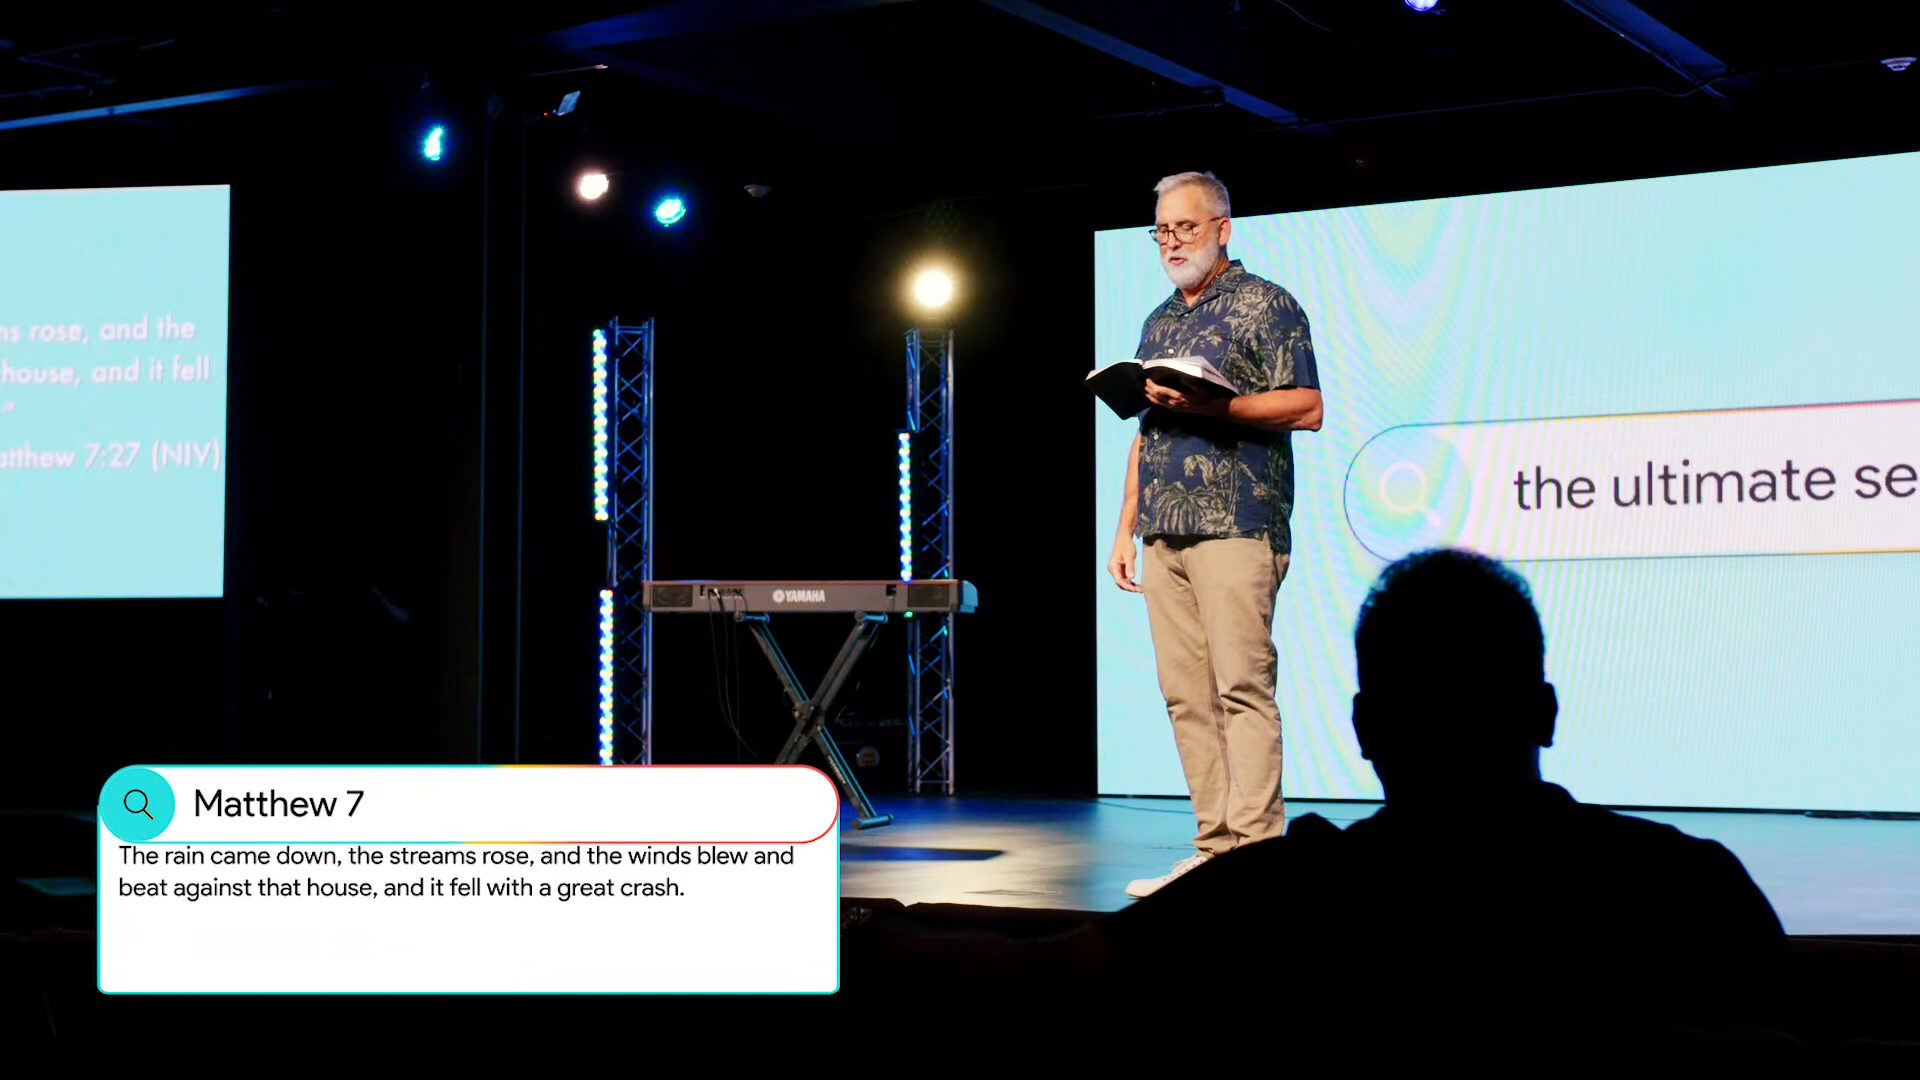 ns rose, and the
house, and it fell
"
atthew 7:27 (NIV)
YAMAHA
the ultimate se
Matthew 7
The rain came down, the streams rose, and the winds blew and
beat against that house, and it fell with a great crash.